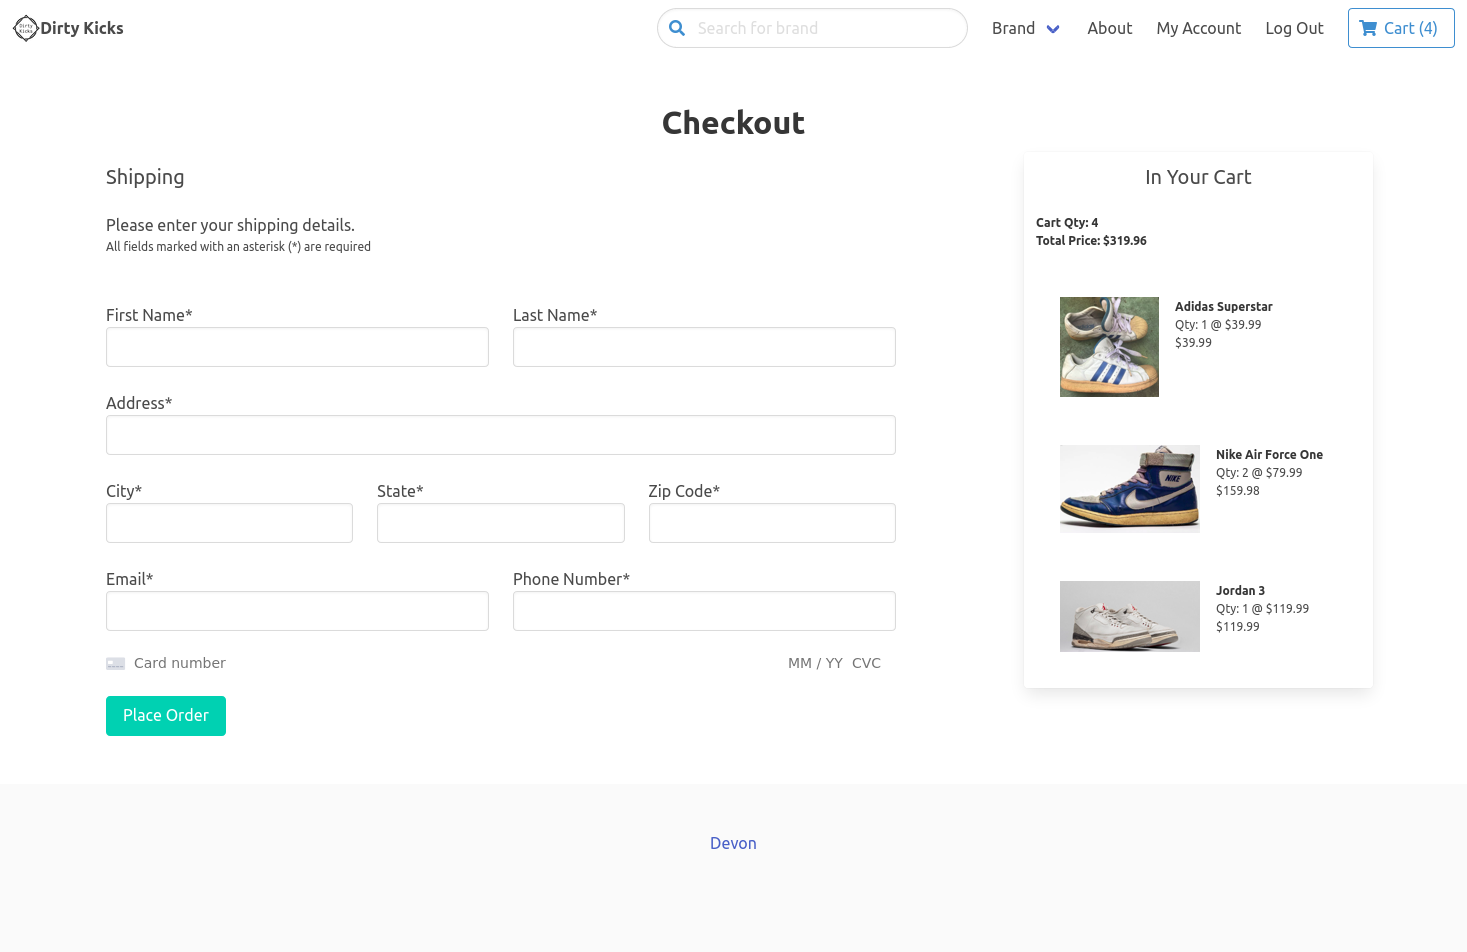 Dirty Kicks
Dirty Kicks
Search for brand
Brand
About
My Account
Log Out
Cart (4)
Checkout
Shipping
Please enter your shipping details.
All fields marked with an asterisk (*) are required
First Name*
Last Name*
Address*
City*
State*
Zip Code*
Email*
Phone Number*
Card number
MM / YY CVC
Place Order
In Your Cart
Cart Qty: 4
Total Price: $319.96
Adidas Superstar
Qty: 1 @ $39.99
$39.99
NIKE
Nike Air Force One
Qty: 2 @ $79.99
$159.98
Jordan 3
Qty: 1 @ $119.99
$119.99
Devon